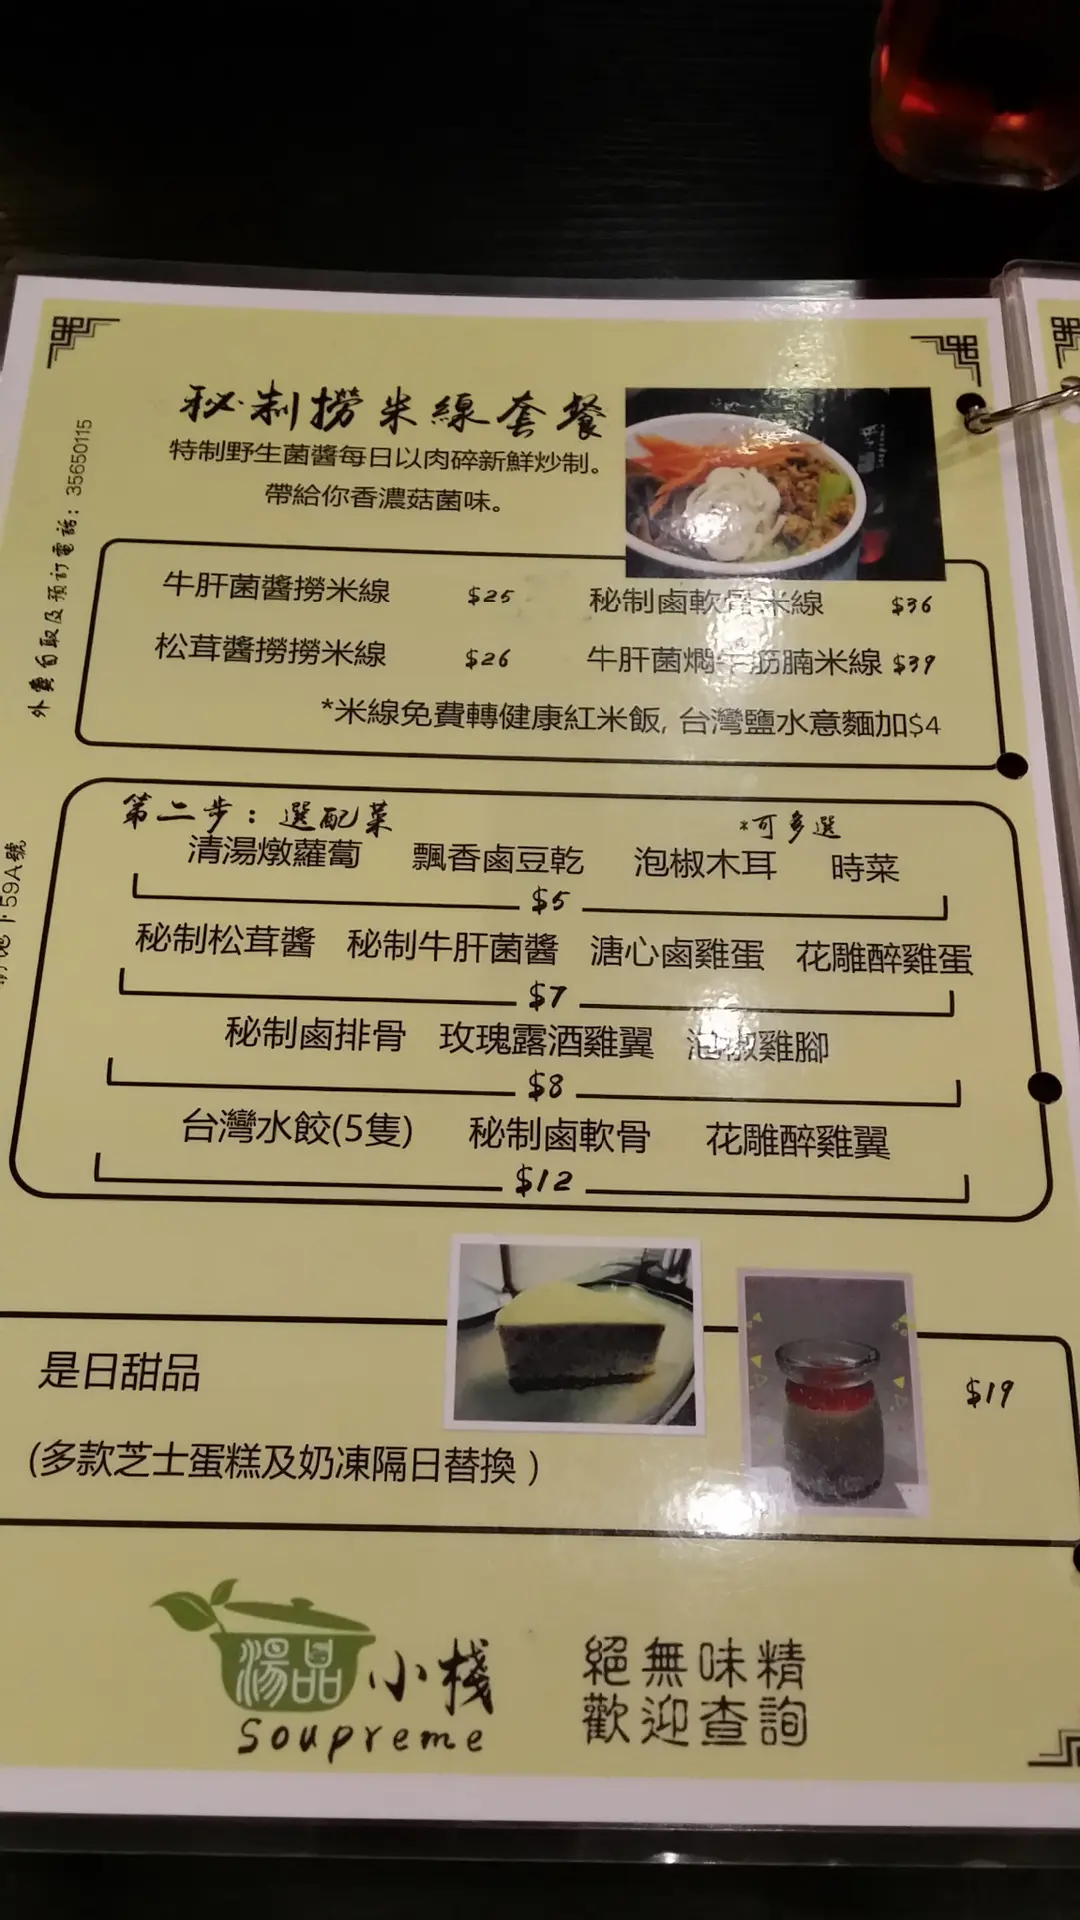 秘制撈米線套餐
特制野生菌醬每日以肉碎新鮮炒制。
帶給你香濃菇菌味。
外賣自取及預訂電話：35650115
牛肝菌醬撈米線 $25 秘制鹵軟骨米線 $36
松茸醬撈撈米線 $26 牛肝菌燜牛筋腩米線 $39
*米線免費轉健康紅米飯, 台灣鹽水意麵加$4
第二步：選配菜 *可多選
清湯燉蘿蔔 飄香鹵豆乾 泡椒木耳 時菜
$5
秘制松茸醬 秘制牛肝菌醬 溏心鹵雞蛋 花雕醉雞蛋
$7
秘制鹵排骨 玫瑰露酒雞翼 泡椒雞腳
$8
台灣水餃(5隻) 秘制鹵軟骨 花雕醉雞翼
$12
59A號
是日甜品 $19
(多款芝士蛋糕及奶凍隔日替換)
湯品小棧
Soupreme
絕無味精
歡迎查詢